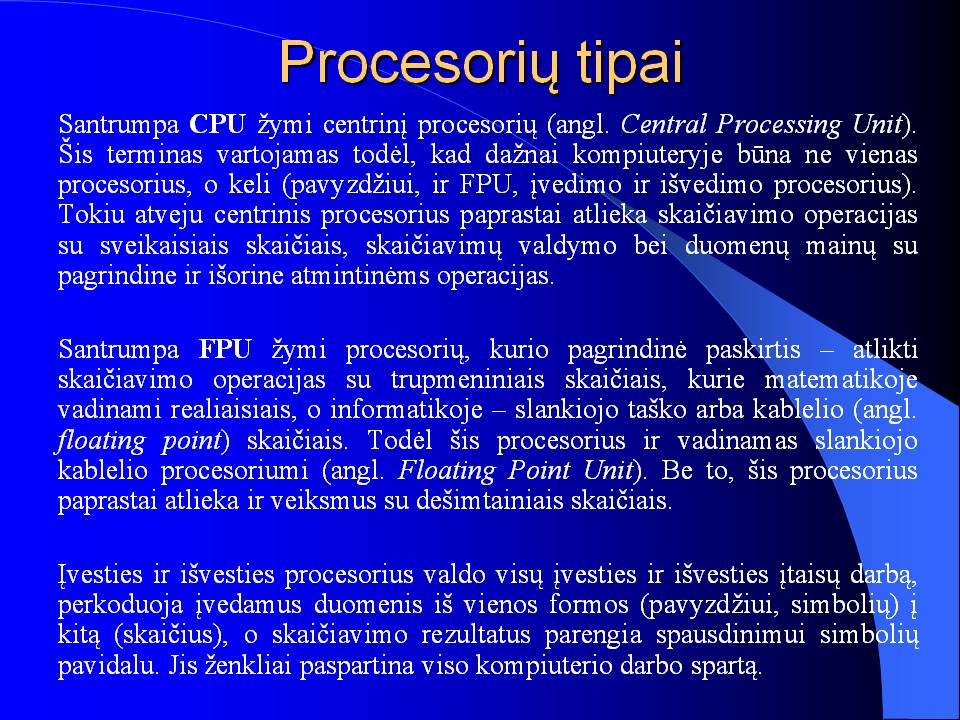 Procesorių tipai
Santrumpa CPU žymi centrinį procesorių (angl. Central Processing Unit).
Šis terminas vartojamas todėl, kad dažnai kompiuteryje būna ne vienas
procesorius, o keli (pavyzdžiui, ir FPU, įvedimo ir išvedimo procesorius).
Tokiu atveju centrinis procesorius paprastai atlieka skaičiavimo operacijas
su sveikaisiais skaičiais, skaičiavimų valdymo bei duomenų mainų su
pagrindine ir išorine atmintinėms operacijas.
Santrumpa FPU žymi procesorių, kurio pagrindinė paskirtis – atlikti
skaičiavimo operacijas su trupmeniniais skaičiais, kurie matematikoje
vadinami realiaisiais, o informatikoje – slankiojo taško arba kablelio (angl.
floating point) skaičiais. Todėl šis procesorius ir vadinamas slankiojo
kablelio procesoriumi (angl. Floating Point Unit). Be to, šis procesorius
paprastai atlieka ir veiksmus su dešimtainiais skaičiais.
Įvesties ir išvesties procesorius valdo visų įvesties ir išvesties įtaisų darbą,
perkoduoja įvedamus duomenis iš vienos formos (pavyzdžiui, simbolių) į
kitą (skaičius), o skaičiavimo rezultatus parengia spausdinimui simbolių
pavidalu. Jis ženkliai paspartina viso kompiuterio darbo spartą.